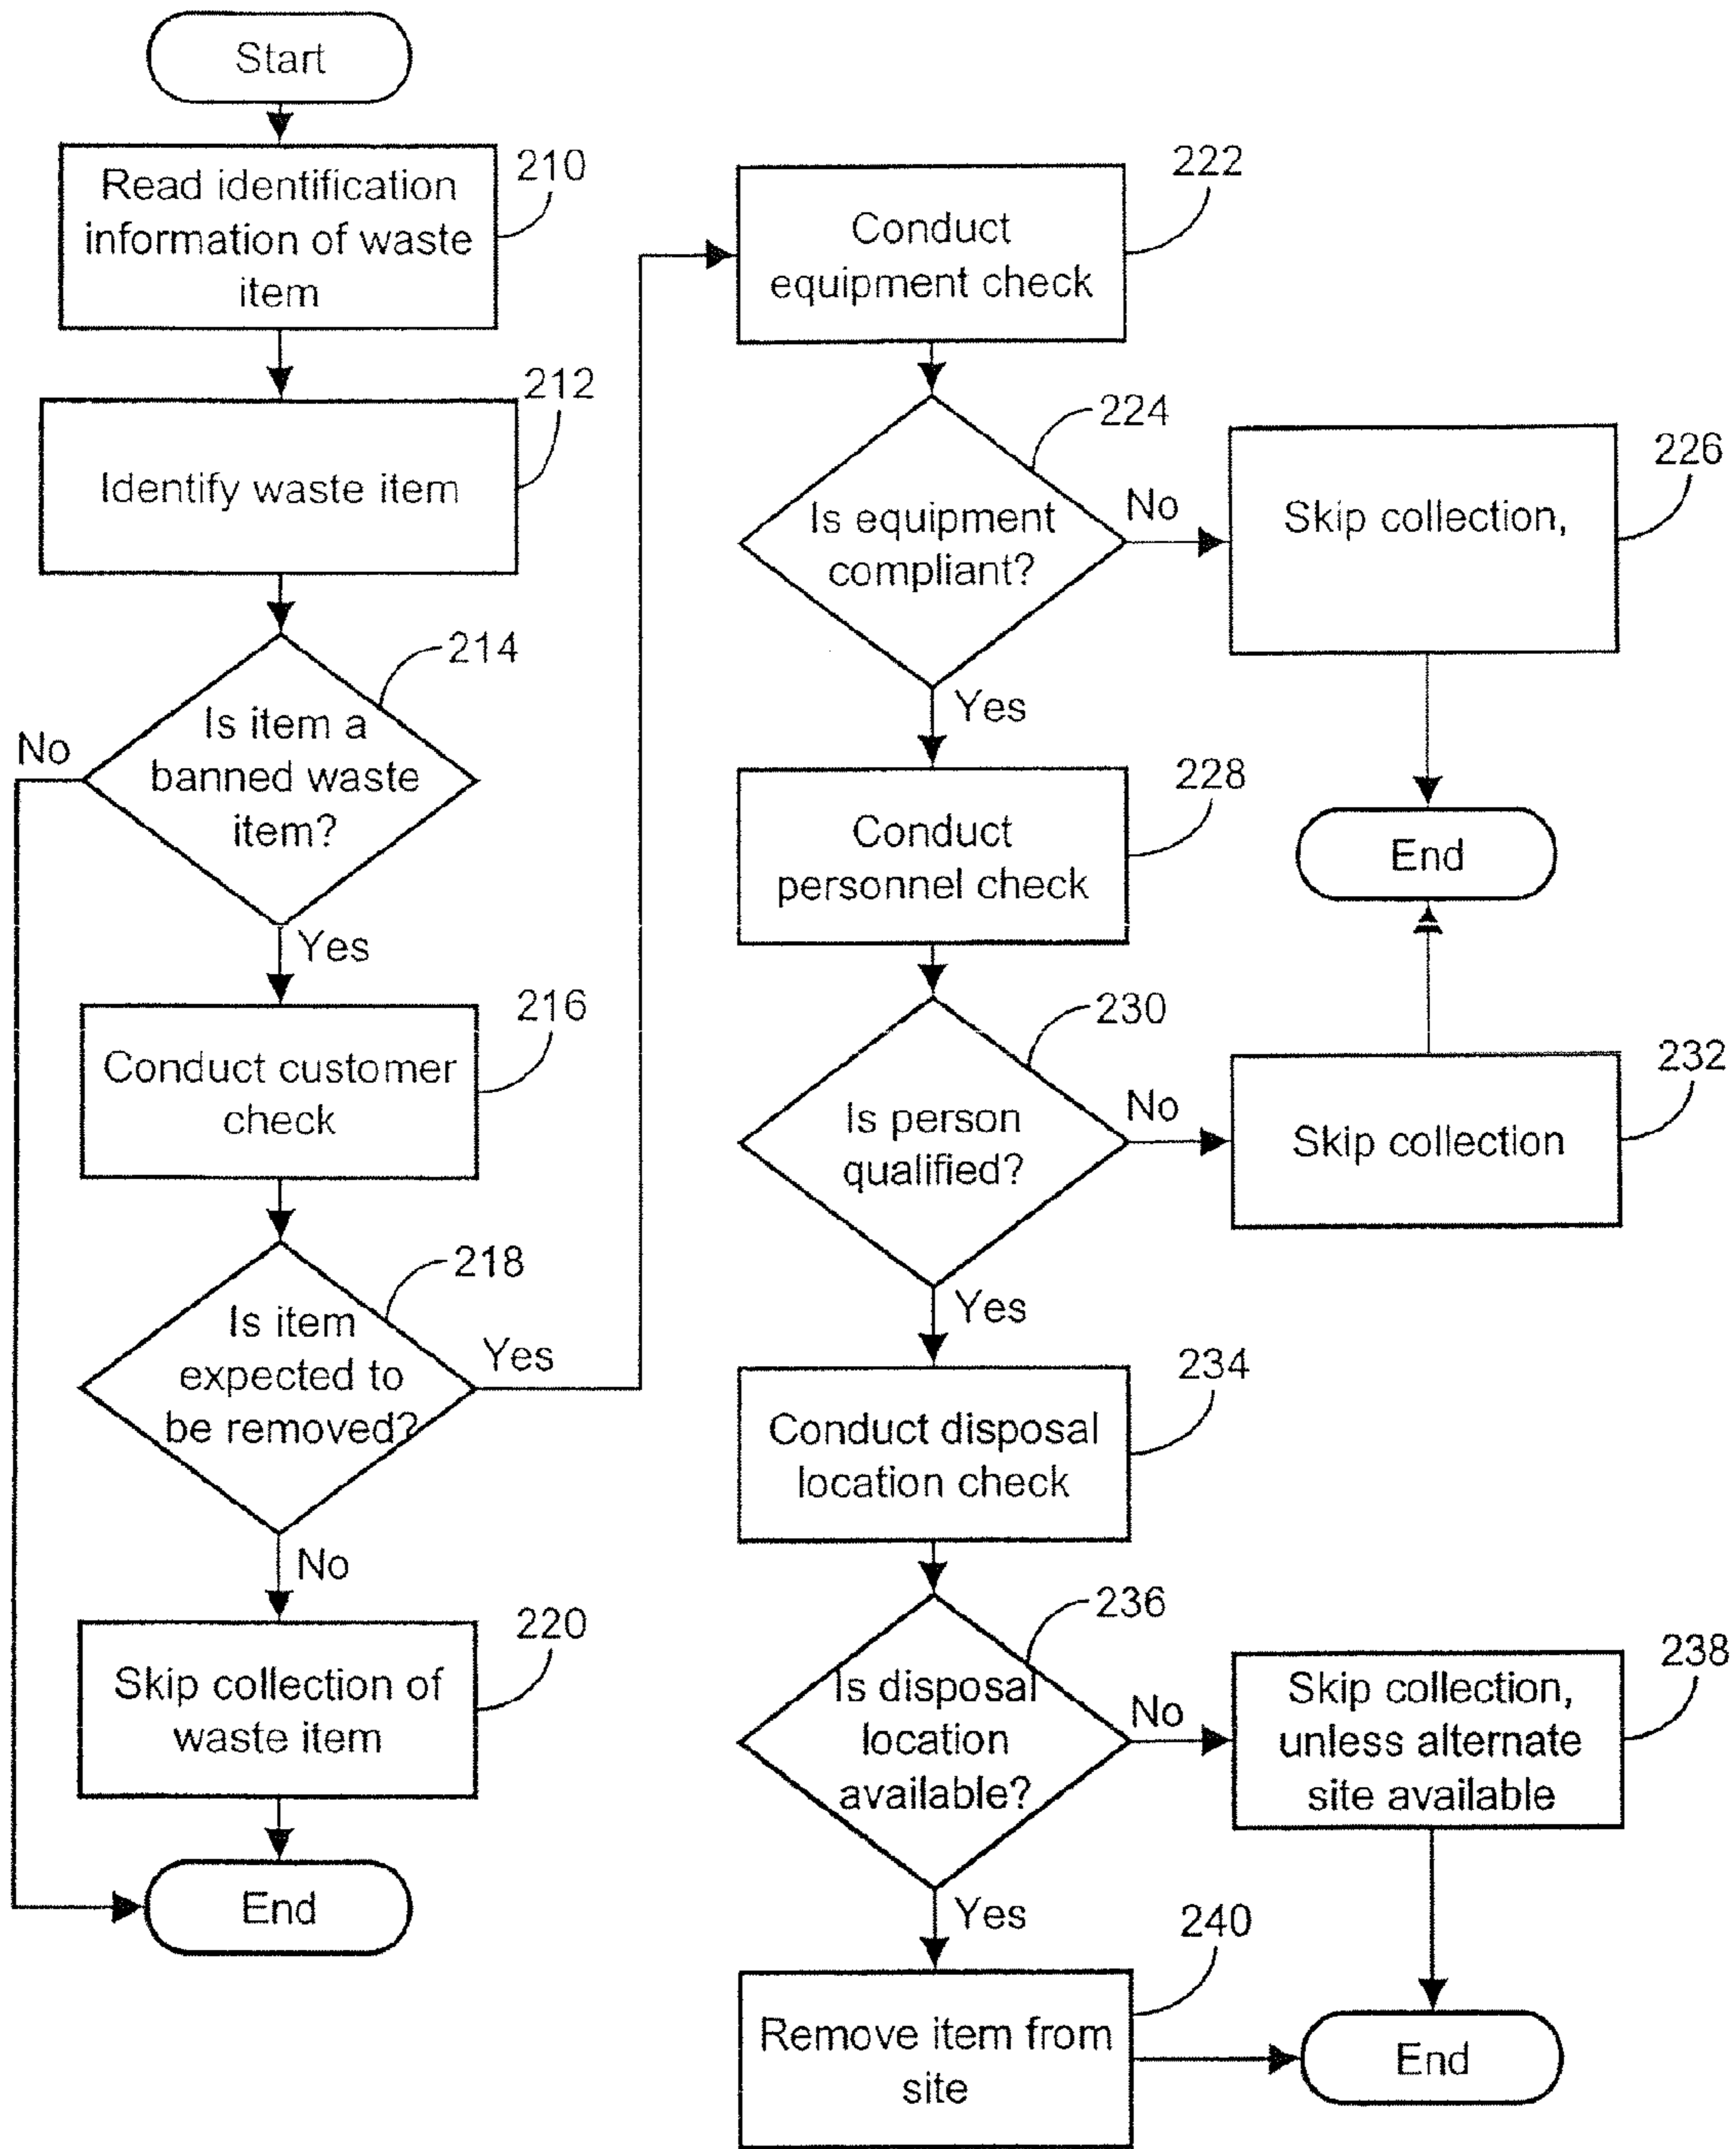 Start
Read identification
information of waste
item
210
Identify waste item
212
Is item a
banned waste
item?
214
No
Yes
Conduct customer
check
216
Is item
expected to
be removed?
218
Yes
No
Skip collection of
waste item
220
End
Conduct
equipment check
222
Is equipment
compliant?
224
No
Skip collection,
226
Yes
End
Conduct
personnel check
228
Is person
qualified?
230
No
Skip collection
232
Yes
Conduct disposal
location check
234
Is disposal
location
available?
236
No
Skip collection,
unless alternate
site available
238
Yes
Remove item from
site
240
End